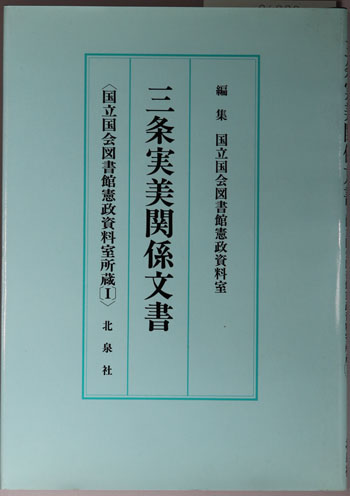 編集 国立国会図書館憲政資料室
三条実美関係文書
〈国立国会図書館憲政資料室所蔵〔Ⅰ〕〉 北泉社